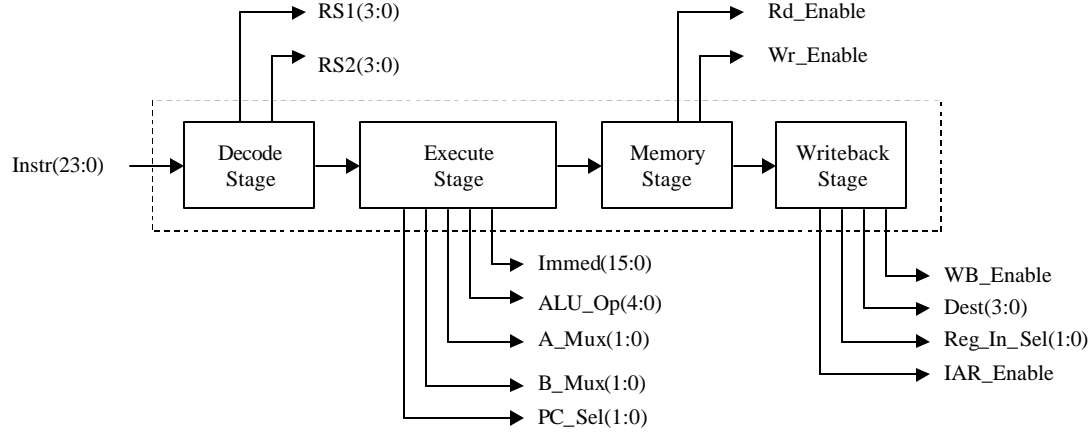 RS1(3:0)
RS2(3:0)
Rd_Enable
Wr_Enable
Instr(23:0)
Decode
Stage
Execute
Stage
Memory
Stage
Writeback
Stage
Immed(15:0)
ALU_Op(4:0)
A_Mux(1:0)
B_Mux(1:0)
PC_Sel(1:0)
WB_Enable
Dest(3:0)
Reg_In_Sel(1:0)
IAR_Enable